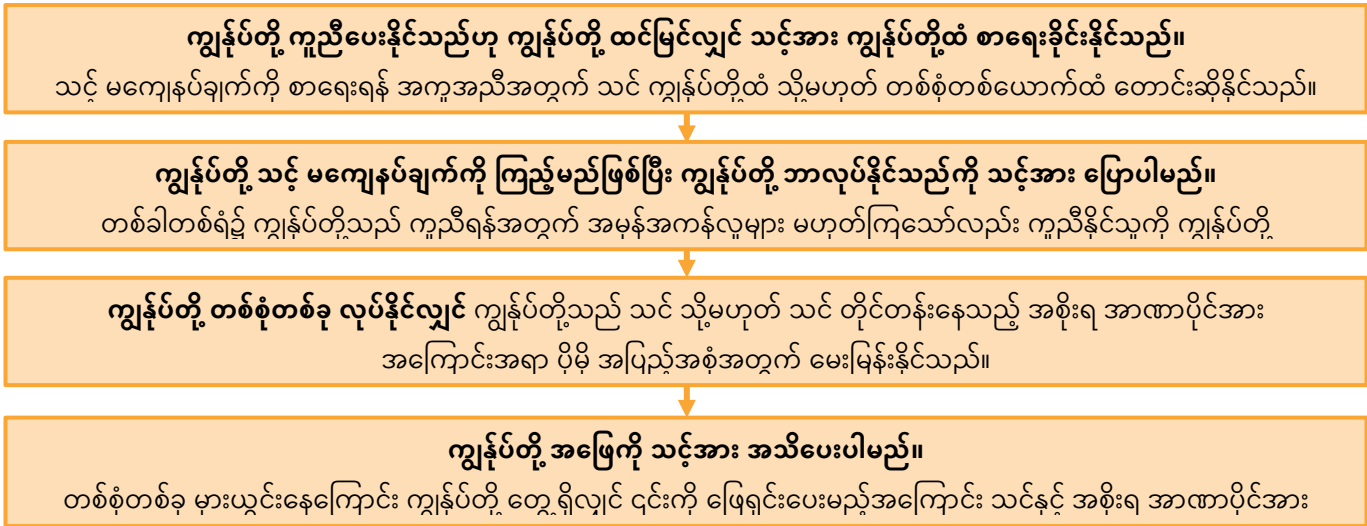 ကျွန်ုပ်တို့ ကူညီပေးနိုင်သည်ဟု ကျွန်ုပ်တို့ ထင်မြင်လျှင် သင့်အား ကျွန်ုပ်တို့ထံ စာရေးခိုင်းနိုင်သည်။
သင့် မကျေနပ်ချက်ကို စာရေးရန် အကူအညီအတွက် သင် ကျွန်ုပ်တို့ထံ သို့မဟုတ် တစ်စုံတစ်ယောက်ထံ တောင်းဆိုနိုင်သည်။
ကျွန်ုပ်တို့ သင့် မကျေနပ်ချက်ကို ကြည့်မည်ဖြစ်ပြီး ကျွန်ုပ်တို့ ဘာလုပ်နိုင်သည်ကို သင့်အား ပြောပါမည်။
တစ်ခါတစ်ရံ၌ ကျွန်ုပ်တို့သည် ကူညီရန်အတွက် အမှန်အကန်လူများ မဟုတ်ကြသော်လည်း ကူညီနိုင်သူကို ကျွန်ုပ်တို့
ကျွန်ုပ်တို့ တစ်စုံတစ်ခု လုပ်နိုင်လျှင် ကျွန်ုပ်တို့သည် သင် သို့မဟုတ် သင် တိုင်တန်းနေသည့် အစိုးရ အာဏာပိုင်အား
အကြောင်းအရာ ပိုမို အပြည့်အစုံအတွက် မေးမြန်းနိုင်သည်။
ကျွန်ုပ်တို့ အဖြေကို သင့်အား အသိပေးပါမည်။
တစ်စုံတစ်ခု မှားယွင်းနေကြောင်း ကျွန်ုပ်တို့ တွေ့ရှိလျှင် ၎င်းကို ဖြေရှင်းပေးမည့်အကြောင်း သင်နှင့် အစိုးရ အာဏာပိုင်အား